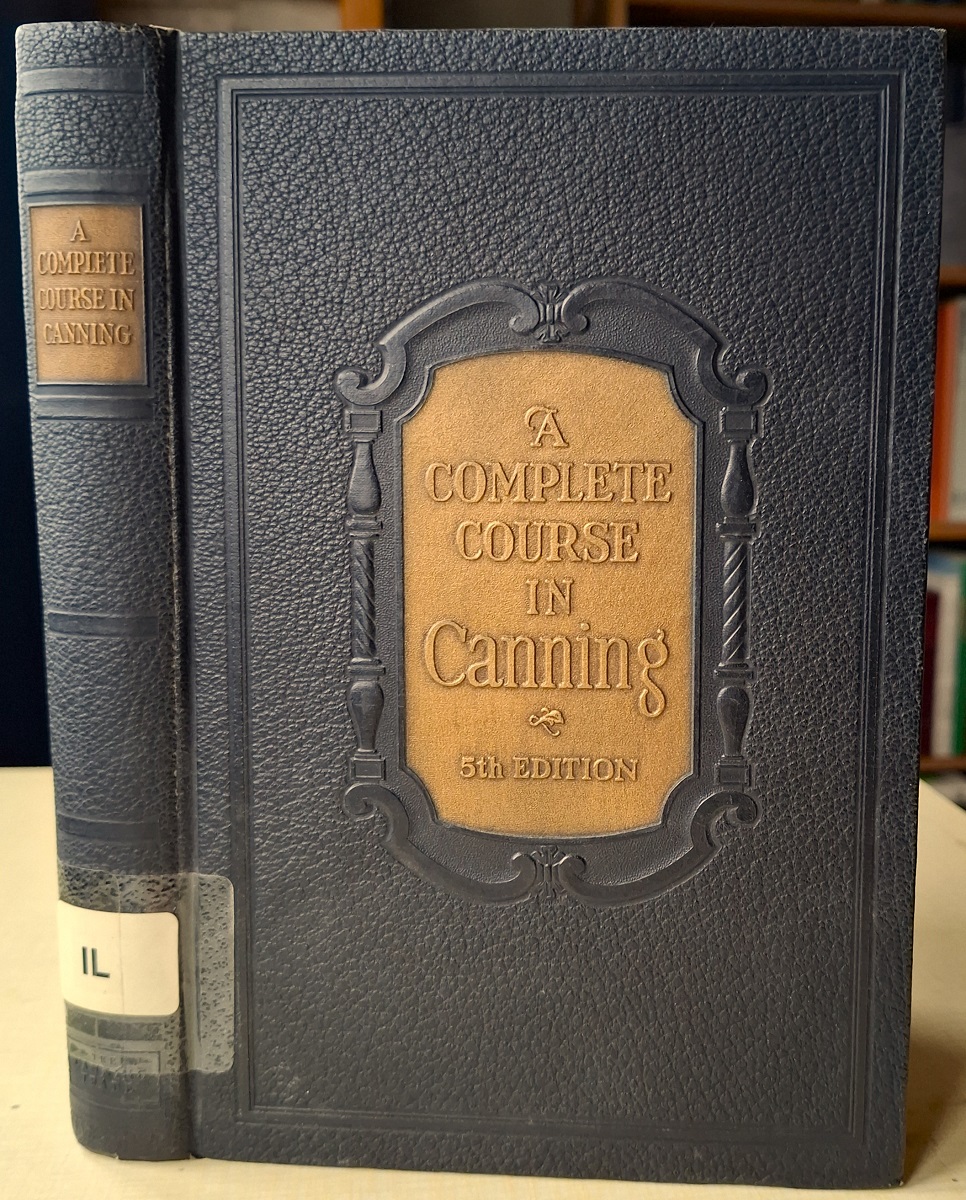 A
COMPLETE
COURSE IN
CANNING
IL
A
COMPLETE
COURSE
IN
Canning
5th EDITION